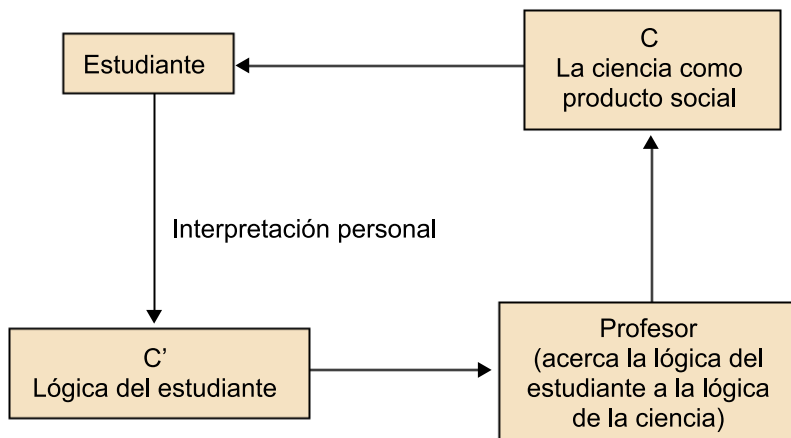 Estudiante
C
La ciencia como
producto social
Interpretación personal
C’
Lógica del estudiante
Profesor
(acerca la lógica del
estudiante a la lógica
de la ciencia)